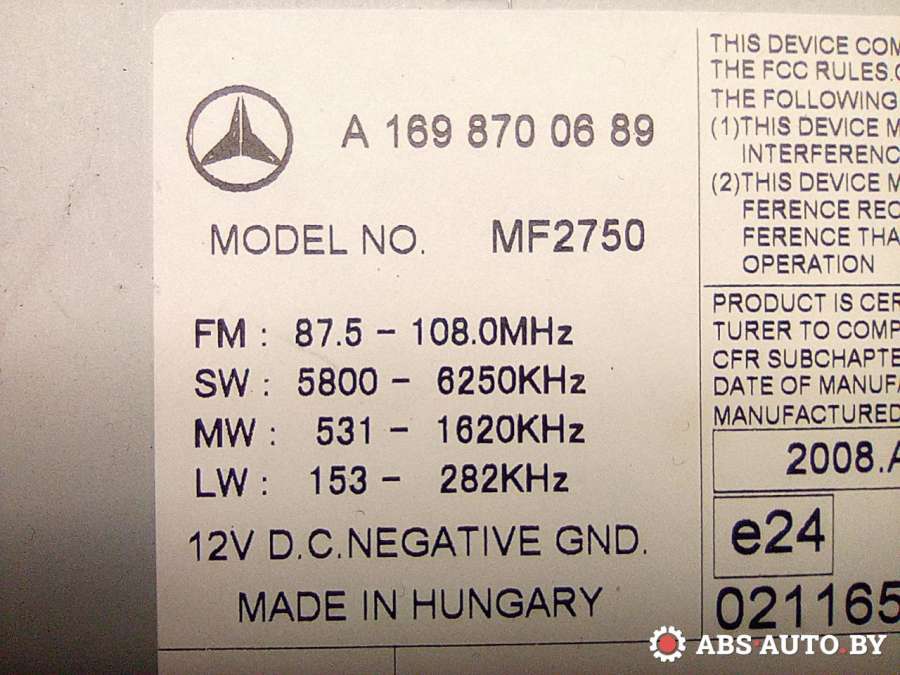 A 169 870 0689
MODEL NO. MF2750
FM : 87.5 - 108.0MHz
SW : 5800 - 6250KHz
MW : 531 - 1620KHz
LW : 153 - 282KHz
12V D.C.NEGATIVE GND.
MADE IN HUNGARY
THIS DEVICE COM
THE FCC RULES.
THE FOLLOWING
(1)THIS DEVICE M
INTERFERENC
(2)THIS DEVICE M
FERENCE REC
FERENCE THA
OPERATION
PRODUCT IS CER
TURER TO COMP
CFR SUBCHAPTE
DATE OF MANUFA
MANUFACTURED
2008.A
e24
021165
ABS-AUTO.BY